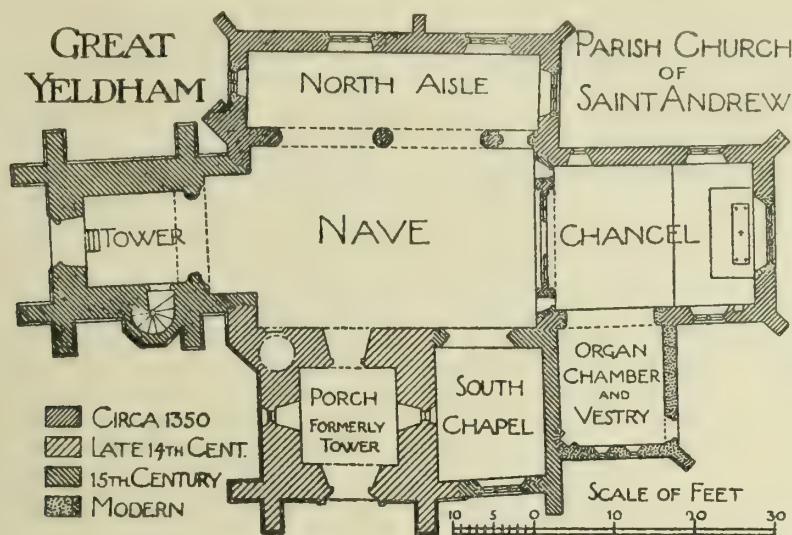 GREAT
YELDHAM
PARISH CHURCH
OF
SAINT ANDREW
NORTH AISLE
TOWER
NAVE
CHANCEL
PORCH
FORMERLY
TOWER
SOUTH
CHAPEL
ORGAN
CHAMBER
AND
VESTRY
CIRCA 1350
LATE 14TH CENT.
15TH CENTURY
MODERN
SCALE OF FEET
10 5 0 10 20 30